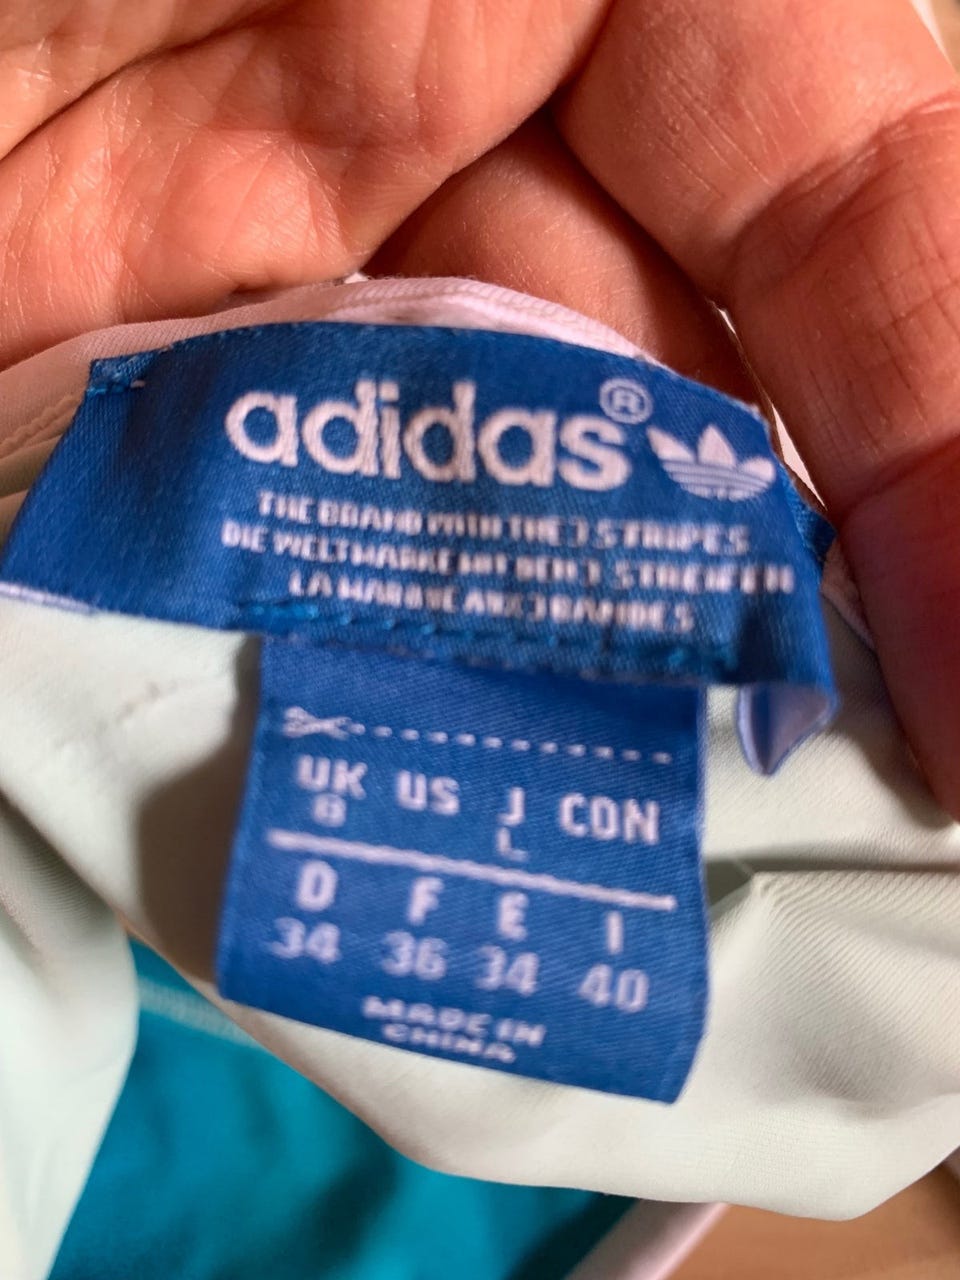 adidas®
THE BRAND WITH THE 3 STRIPES
DIE WELTMARKE MIT DEN 3 STREIFEN
LA MARQUE AUX 3 BANDES
UK US J CDN
8 L
D F E I
34 36 34 40
MADE IN
CHINA